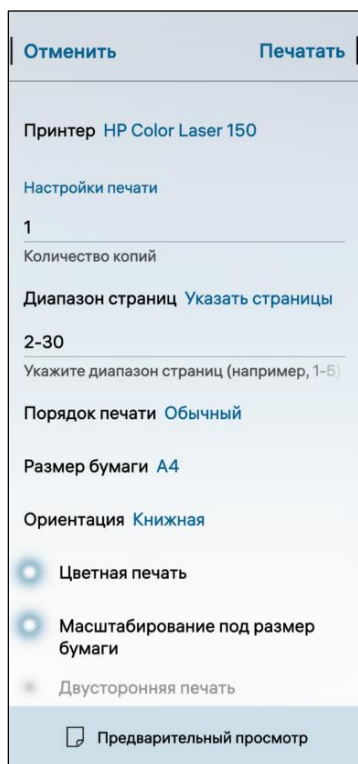 Отменить Печатать
Принтер HP Color Laser 150
Настройки печати
1
Количество копий
Диапазон страниц Указать страницы
2-30
Укажите диапазон страниц (например, 1-5)
Порядок печати Обычный
Размер бумаги A4
Ориентация Книжная
Цветная печать
Масштабирование под размер
бумаги
Двусторонняя печать
Предварительный просмотр